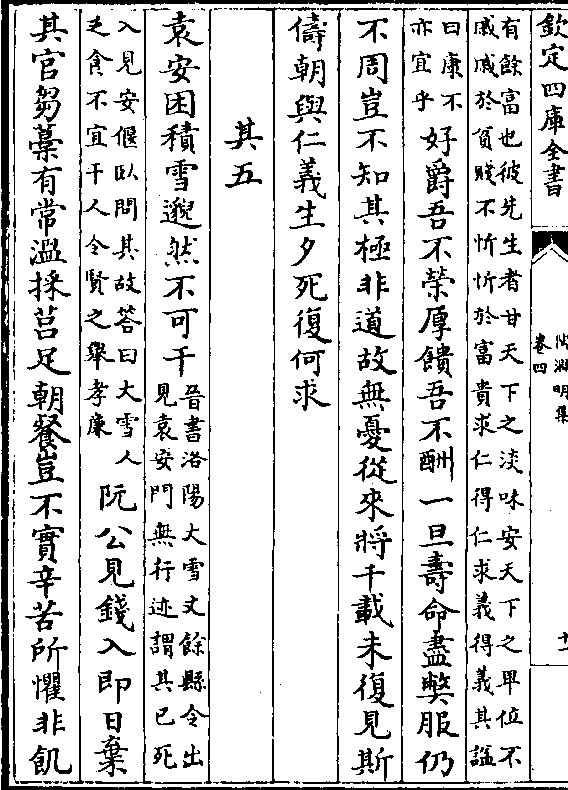 欽定四庫全書
陶淵明集
卷四
十一
有餘富也彼先生者甘天下之淡味安天下之卑位不
戚戚於貧賤不忻忻於富貴求仁得仁求義得義其謚
曰康不
亦宜乎
好爵吾不榮厚饋吾不酬一旦壽命盡獘服仍
不周豈不知其極非道故無憂從來將千載未復見斯
儔朝與仁義生夕死復何求
其五
袁安困積雪邈然不可干
晉書洛陽大雪丈餘縣令出
見袁安門無行迹謂其已死
入見安偃臥問其故答曰大雪人
乏食不宜干人令賢之舉孝廉
阮公見錢入即日棄
其官芻藁有常溫採莒足朝餐豈不實辛苦所懼非飢